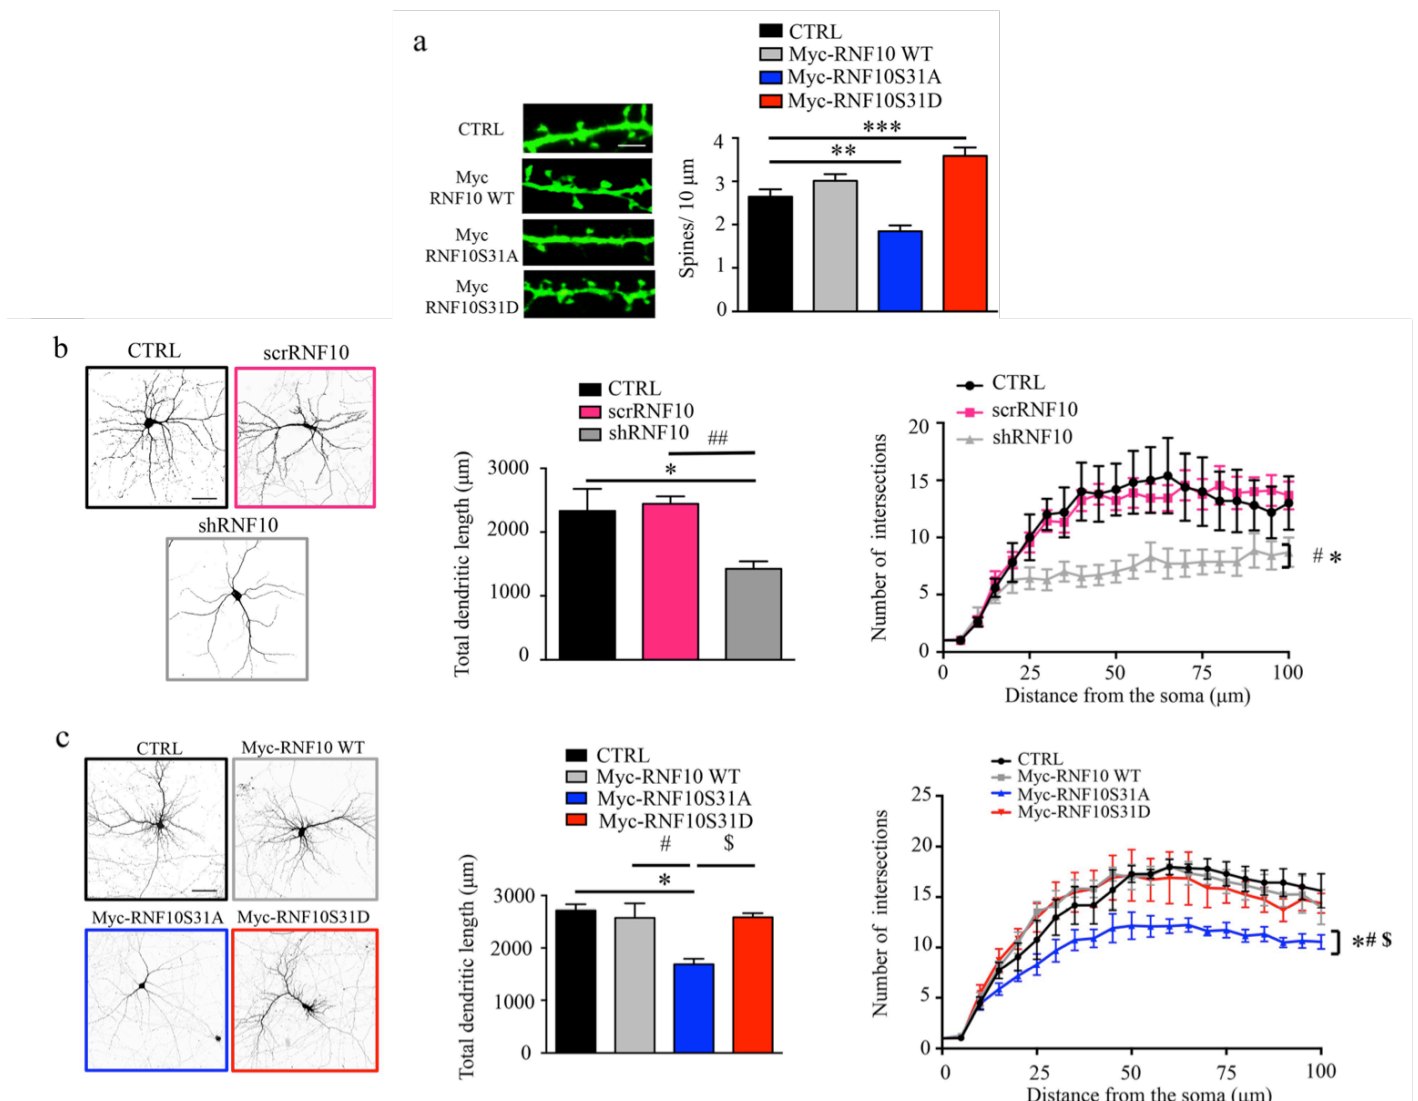 a
CTRL
Myc-RNF10 WT
Myc-RNF10S31A
Myc-RNF10S31D
CTRL
Myc
RNF10 WT
Myc
RNF10S31A
Myc
RNF10S31D
Spines/ 10 μm
4
3
2
1
0
***
**
b
CTRL
scrRNF10
shRNF10
CTRL
scrRNF10
shRNF10
##
*
Total dendritic length (μm)
3000
2000
1000
0
CTRL
scrRNF10
shRNF10
Number of intersections
20
15
10
5
0
# *
0 25 50 75 100
Distance from the soma (μm)
c
CTRL
Myc-RNF10 WT
Myc-RNF10S31A
Myc-RNF10S31D
CTRL
Myc-RNF10 WT
Myc-RNF10S31A
Myc-RNF10S31D
# $
*
Total dendritic length (μm)
3000
2000
1000
0
CTRL
Myc-RNF10 WT
Myc-RNF10S31A
Myc-RNF10S31D
Number of intersections
25
20
15
10
5
0
*# $
0 25 50 75 100
Distance from the soma (μm)